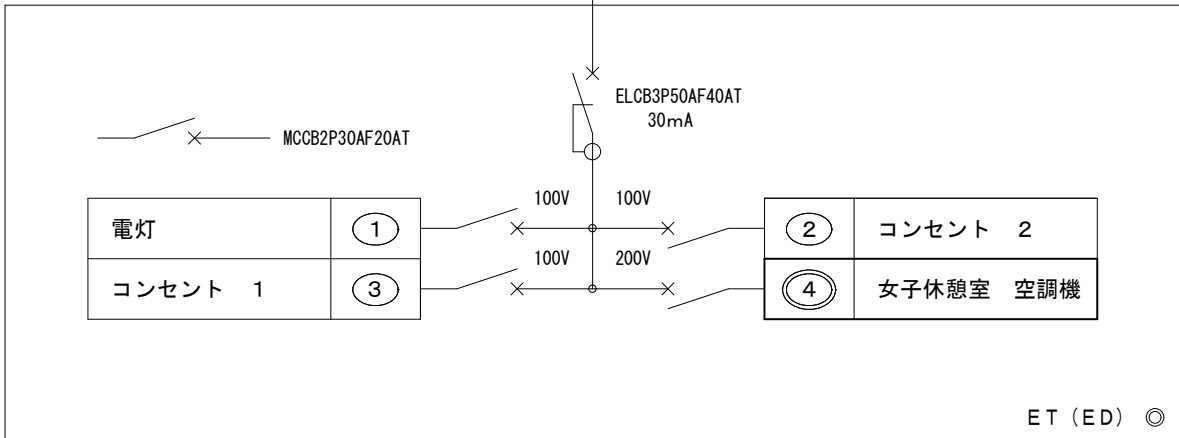 ELCB3P50AF40AT
30mA
MCCB2P30AF20AT
100V 100V
電灯 1 2 コンセント 2
100V 200V
コンセント 1 3 4 女子休憩室 空調機
ET(ED) ◎